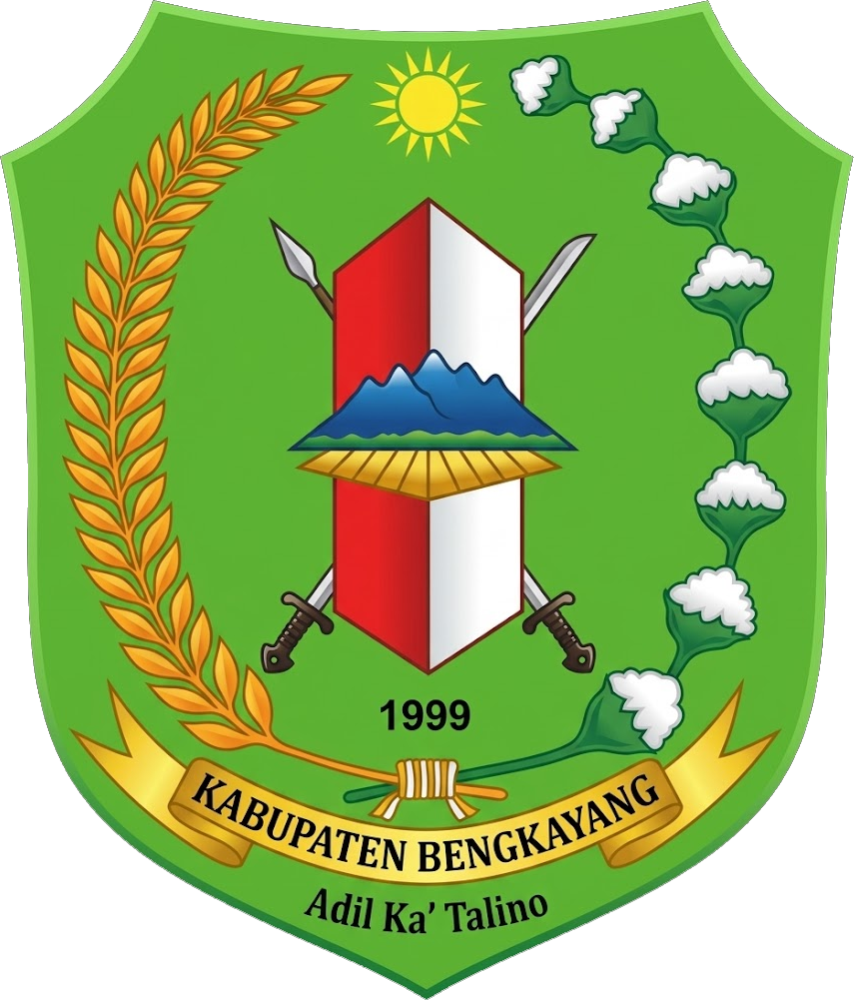 1999
KABUPATEN BENGKAYANG
Adil Ka’ Talino